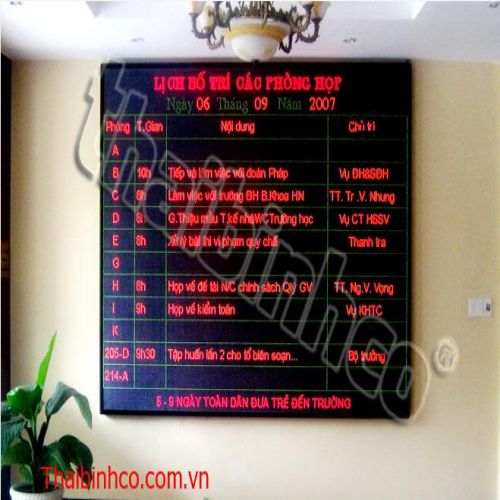 LỊCH BỐ TRÍ CÁC PHÒNG HỌP
Ngày 06 Tháng 09 Năm 2007
Phòng T.Gian Nội dung Chủ trì
A
B 10h Tiếp và làm việc với đoàn Pháp Vụ ĐH&SĐH
C 8h Làm việc với trường ĐH B.Khoa HN TT. Tr .V. Nhung
D 8h G.Thiệu mẫu T.kế nhàWCTrường học Vụ CT HSSV
E 8h Xử lý bài thi vi phạm quy chế Thanh tra
G
H 8h Họp về đề tài N/C chính sách Qlý GV TT. Ng.V. Vọng
I 9h Họp về kiểm toán Vụ KHTC
K
205-D 9h30 Tập huấn lần 2 cho tổ biên soạn... Bộ trưởng
214-A
5 - 9 NGÀY TOÀN DÂN ĐƯA TRẺ ĐẾN TRƯỜNG
thaibinhco®
Thaibinhco.com.vn